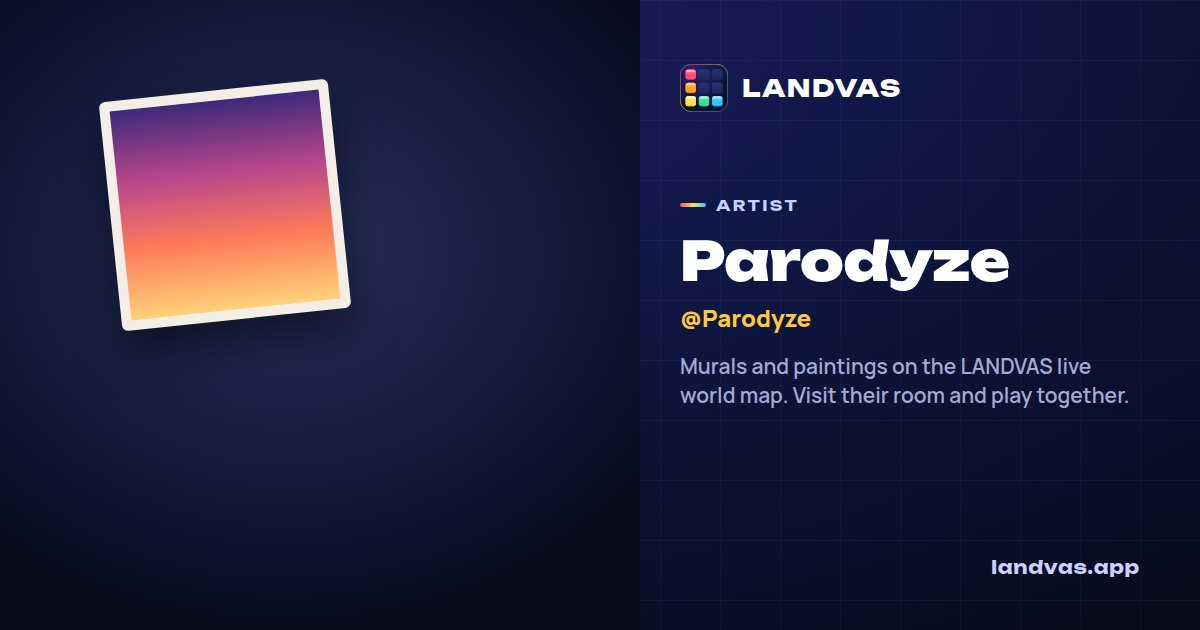 LANDVAS
ARTIST
Parodyze
@Parodyze
Murals and paintings on the LANDVAS live
world map. Visit their room and play together.
landvas.app